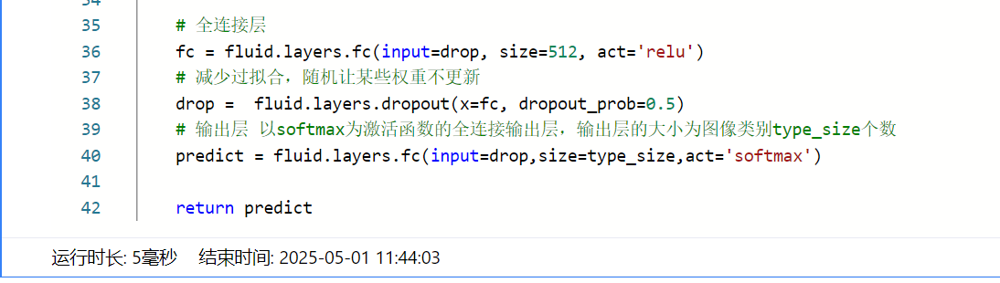 35 # 全连接层
36 fc = fluid.layers.fc(input=drop, size=512, act='relu')
37 # 减少过拟合，随机让某些权重不更新
38 drop =  fluid.layers.dropout(x=fc, dropout_prob=0.5)
39 # 输出层 以softmax为激活函数的全连接输出层，输出层的大小为图像类别type_size个数
40 predict = fluid.layers.fc(input=drop,size=type_size,act='softmax')
41
42 return predict
运行时长: 5毫秒 结束时间: 2025-05-01 11:44:03